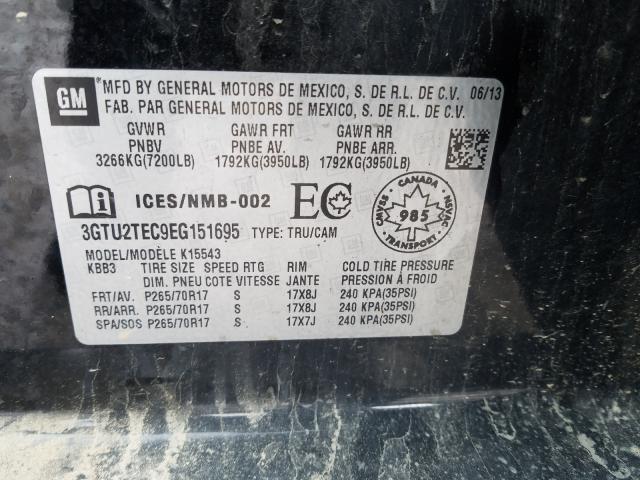 GM
MFD BY GENERAL MOTORS DE MEXICO, S. DE R.L. DE C.V. 06/13
FAB. PAR GENERAL MOTORS DE MEXICO, S. DE R.L. DE C.V.
GVWR GAWR FRT GAWR RR
PNBV PNBE AV. PNBE ARR.
3266KG(7200LB) 1792KG(3950LB) 1792KG(3950LB)
ICES/NMB-002 EC
CANADA
CMVSS 985 NSVAC
TRANSPORT
3GTU2TEC9EG151695 TYPE: TRU/CAM
MODEL/MODÈLE K15543
KBB3 TIRE SIZE SPEED RTG RIM COLD TIRE PRESSURE
DIM. PNEU COTE VITESSE JANTE PRESSION À FROID
FRT/AV. P265/70R17 S 17X8J 240 KPA(35PSI)
RR/ARR. P265/70R17 S 17X8J 240 KPA(35PSI)
SPA/SOS P265/70R17 S 17X7J 240 KPA(35PSI)